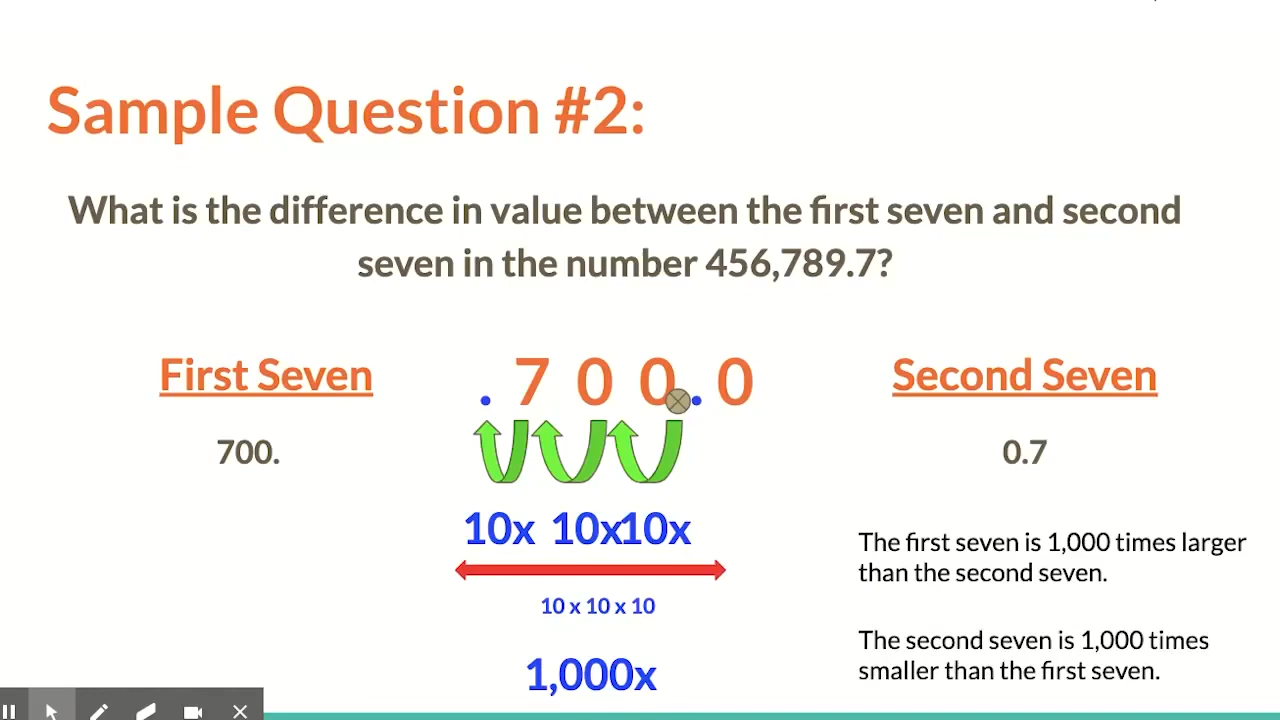 Sample Question #2:
What is the difference in value between the first seven and second
seven in the number 456,789.7?
First Seven
700.
. 7 0 0 . 0
10x 10x10x
10 x 10 x 10
1,000x
Second Seven
0.7
The first seven is 1,000 times larger
than the second seven.
The second seven is 1,000 times
smaller than the first seven.